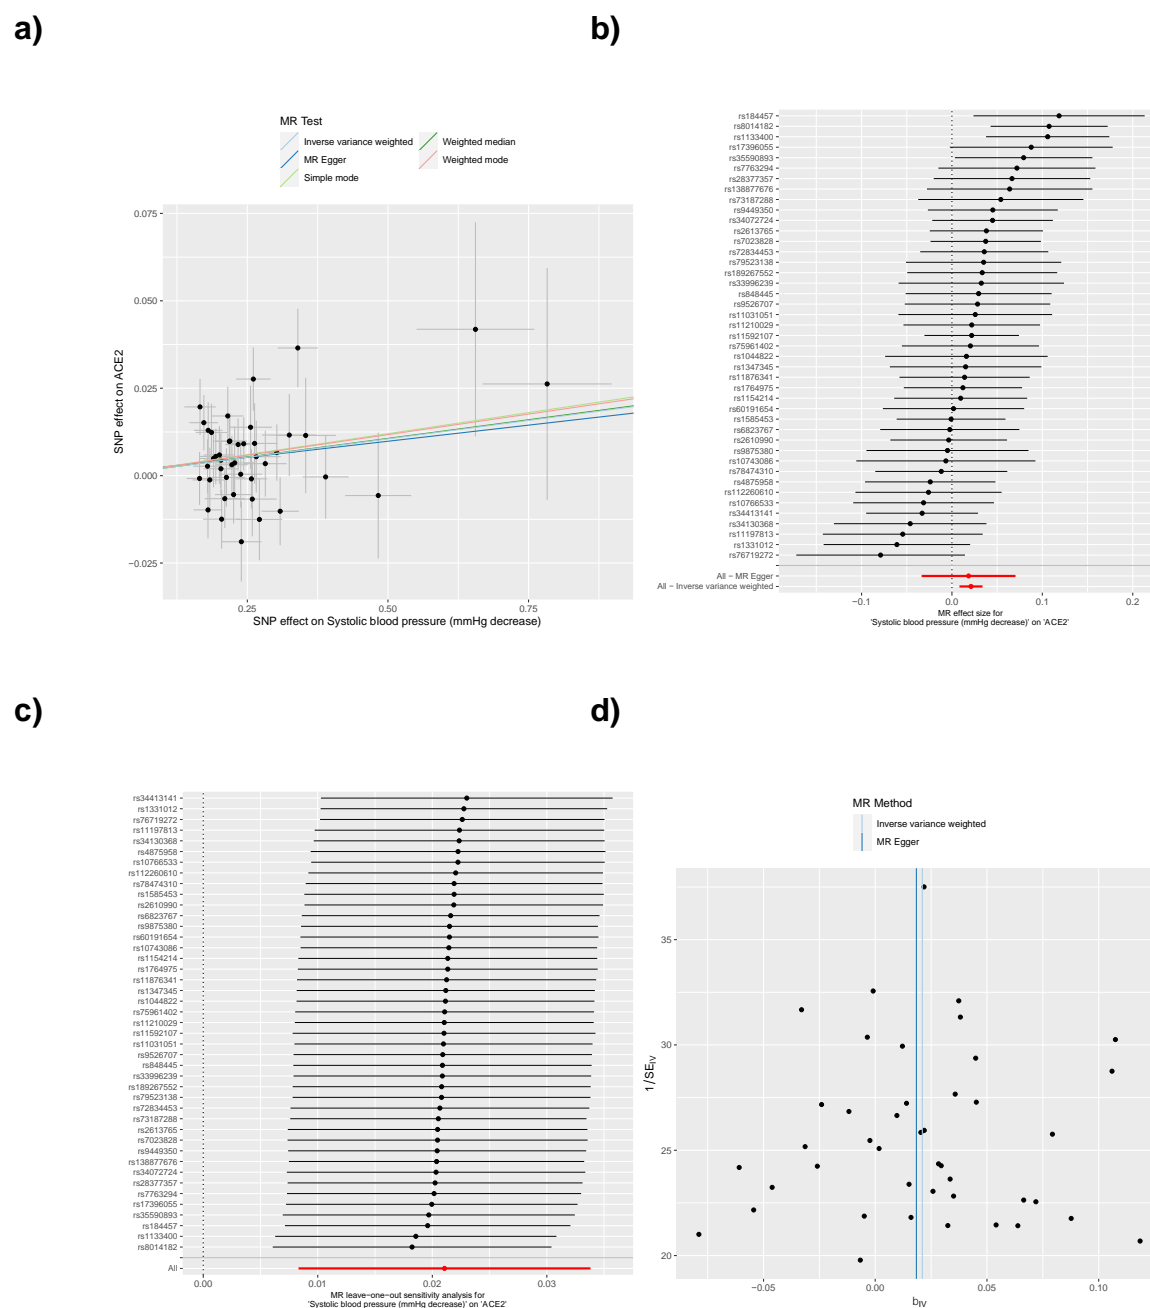 a)
b)
MR Test
Inverse variance weighted
Weighted median
MR Egger
Weighted mode
Simple mode
0.075
0.050
0.025
0.000
−0.025
SNP effect on ACE2
0.25
0.50
0.75
SNP effect on Systolic blood pressure (mmHg decrease)
rs184457
rs8014182
rs1133400
rs17396055
rs35590893
rs7763294
rs28377357
rs138877676
rs73187288
rs9449350
rs34072724
rs2613765
rs7023828
rs72834453
rs79523138
rs189267552
rs33996239
rs848445
rs9526707
rs11031051
rs11210029
rs11592107
rs75961402
rs1044822
rs1347345
rs11876341
rs1764975
rs1154214
rs60191654
rs1585453
rs6823767
rs2610990
rs9875380
rs10743086
rs78474310
rs4875958
rs112260610
rs10766533
rs34413141
rs34130368
rs11197813
rs1331012
rs76719272
All − MR Egger
All − Inverse variance weighted
−0.1
0.0
0.1
0.2
MR effect size for
'Systolic blood pressure (mmHg decrease)' on 'ACE2'
c)
d)
rs34413141
rs1331012
rs76719272
rs11197813
rs34130368
rs4875958
rs10766533
rs112260610
rs78474310
rs1585453
rs2610990
rs6823767
rs9875380
rs60191654
rs10743086
rs1154214
rs1764975
rs11876341
rs1347345
rs1044822
rs75961402
rs11210029
rs11592107
rs11031051
rs9526707
rs848445
rs33996239
rs189267552
rs79523138
rs72834453
rs73187288
rs2613765
rs7023828
rs9449350
rs138877676
rs34072724
rs28377357
rs7763294
rs17396055
rs35590893
rs184457
rs1133400
rs8014182
All
0.00
0.01
0.02
0.03
MR leave−one−out sensitivity analysis for
'Systolic blood pressure (mmHg decrease)' on 'ACE2'
MR Method
Inverse variance weighted
MR Egger
35
30
25
20
1/SE_IV
−0.05
0.00
0.05
0.10
b_IV